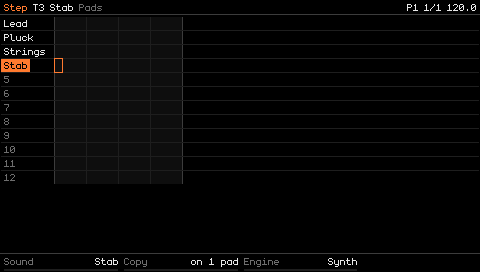 Step T3 Stab Pads P1 1/1 120.0
Lead
Pluck
Strings
Stab
5
6
7
8
9
10
11
12
Sound Stab Copy on 1 pad Engine Synth